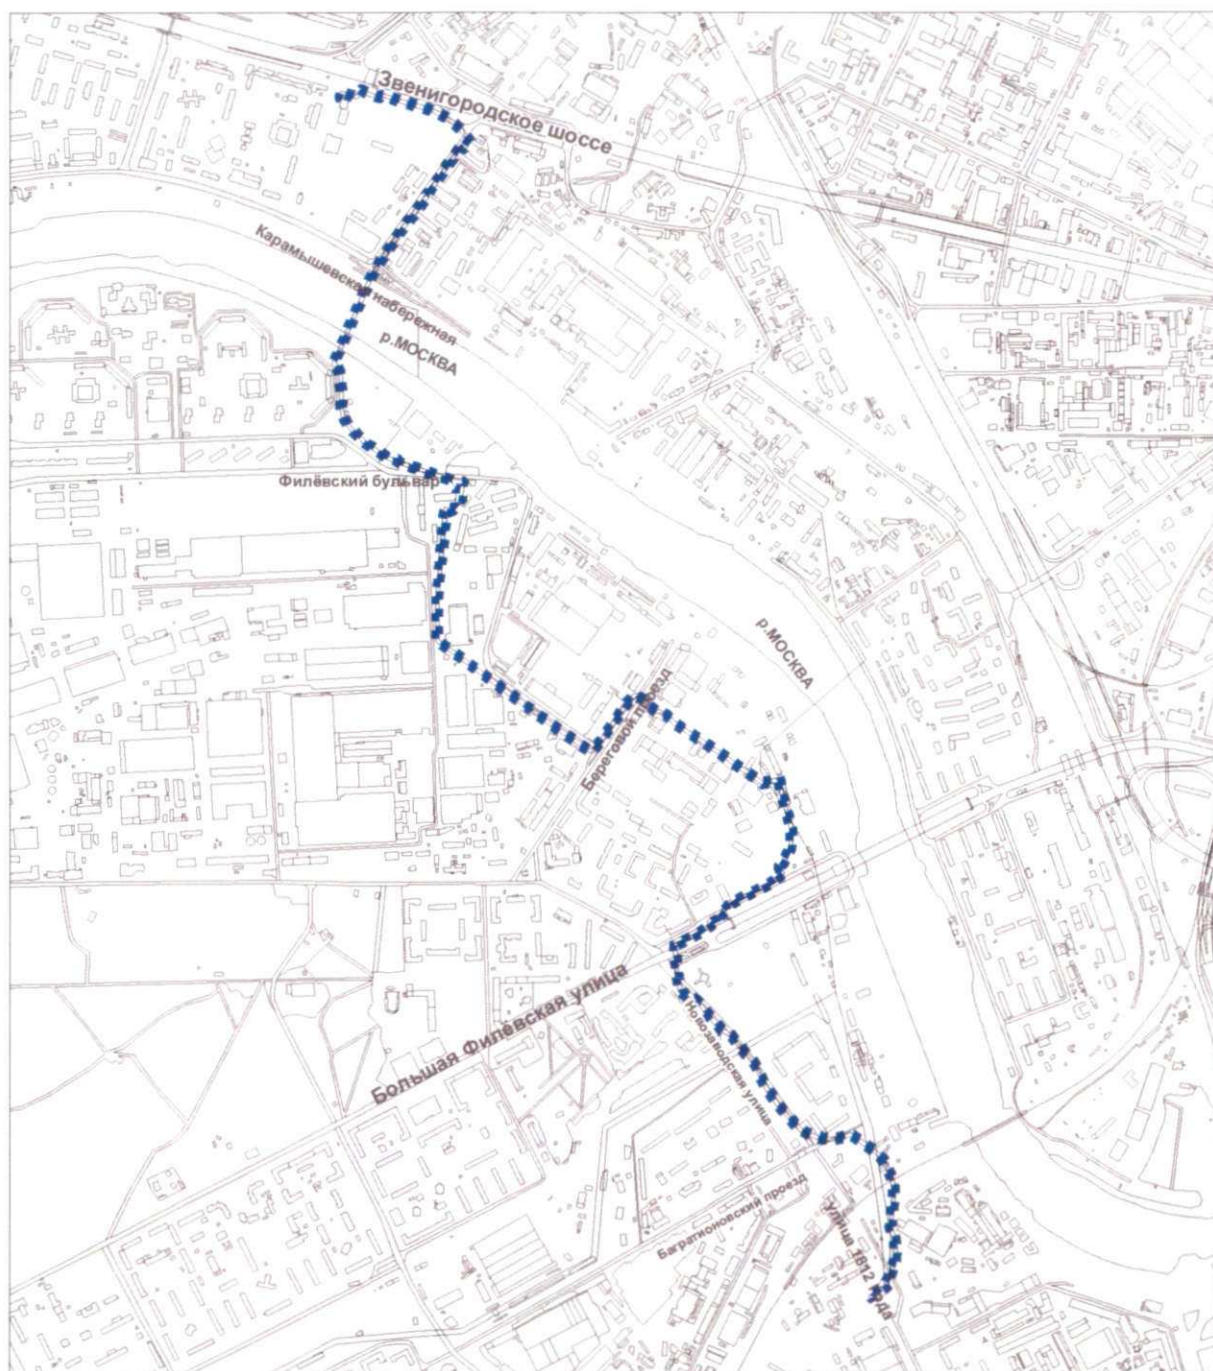 Звенигородское шоссе
Карамышевская набережная
р.МОСКВА
Филёвский бульвар
р.МОСКВА
Береговой проезд
Большая Филёвская улица
Новозаводская улица
Багратионовский проезд
улица 1812 года